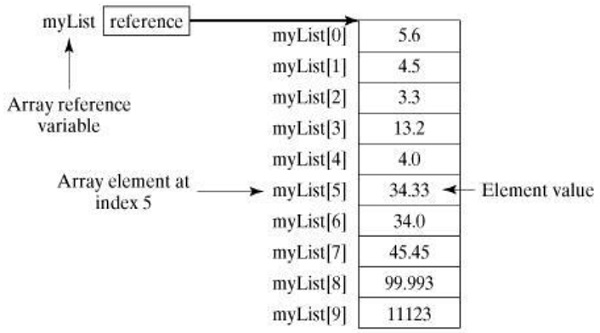 myList reference
myList[0] 5.6
myList[1] 4.5
myList[2] 3.3
Array reference
variable
myList[3] 13.2
myList[4] 4.0
Array element at
index 5
myList[5] 34.33 Element value
myList[6] 34.0
myList[7] 45.45
myList[8] 99.993
myList[9] 11123